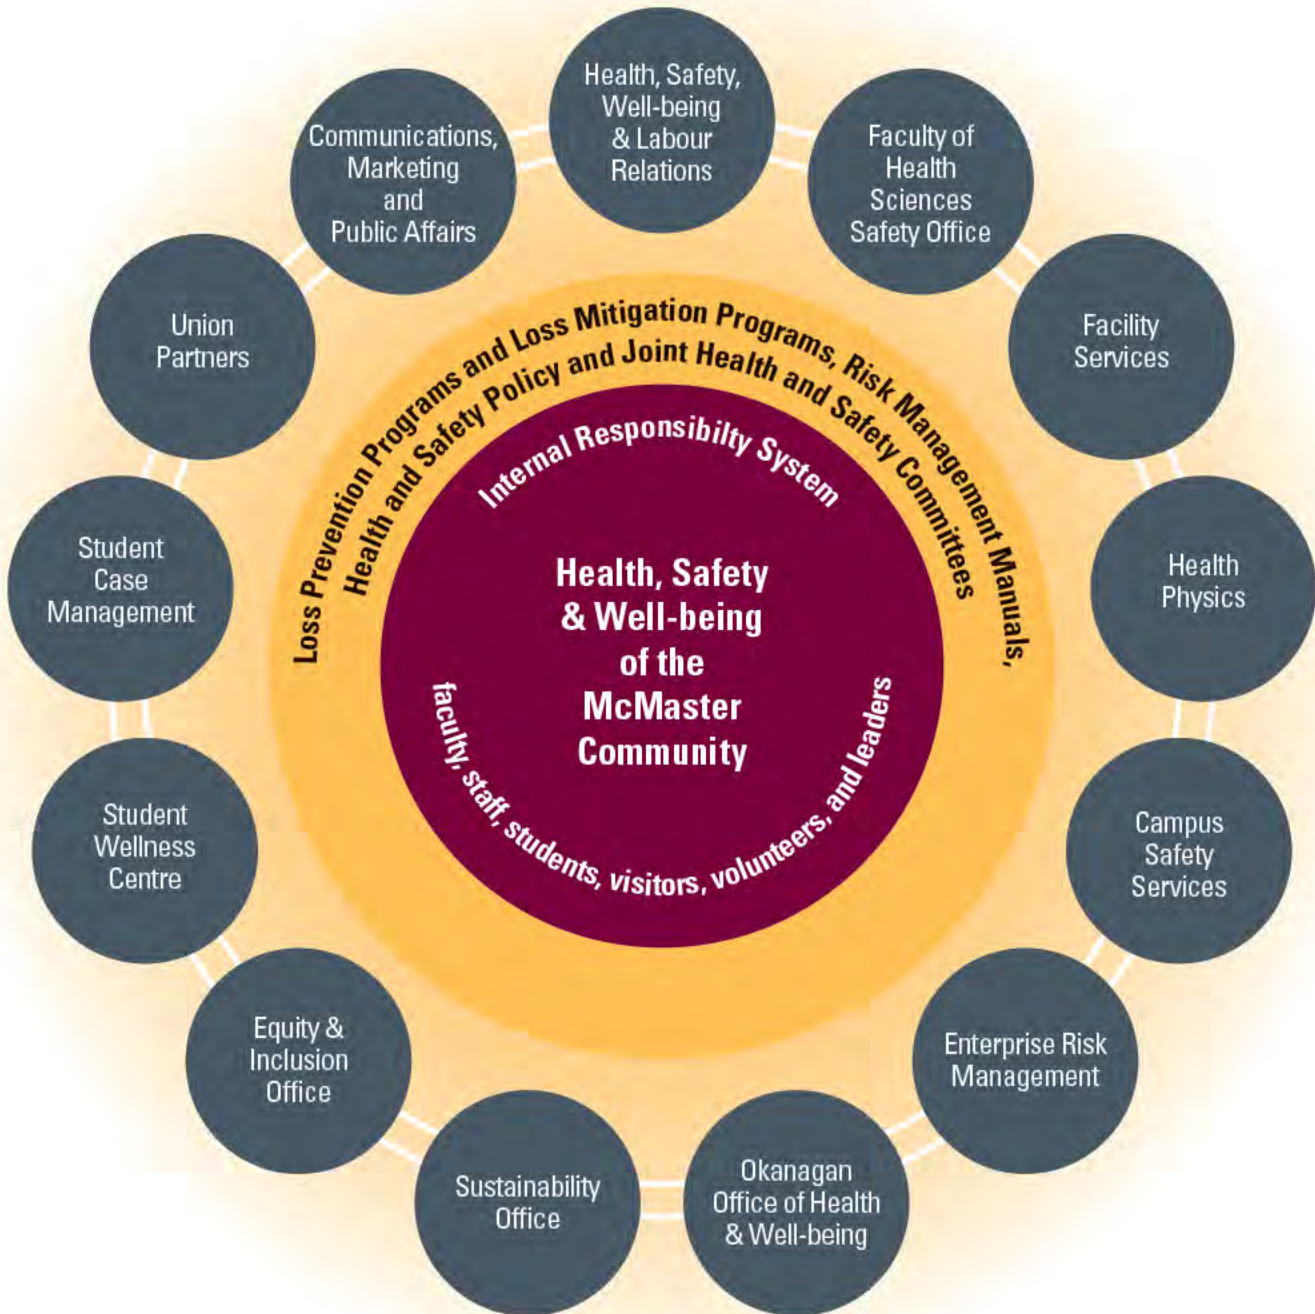 Health, Safety,
Well-being
& Labour
Relations
Faculty of
Health
Sciences
Safety Office
Facility
Services
Health
Physics
Campus
Safety
Services
Enterprise Risk
Management
Okanagan
Office of Health
& Well-being
Sustainability
Office
Equity &
Inclusion
Office
Student
Wellness
Centre
Student
Case
Management
Union
Partners
Communications,
Marketing
and
Public Affairs
Loss Prevention Programs and Loss Mitigation Programs, Risk Management Manuals,
Health and Safety Policy and Joint Health and Safety Committees
Internal Responsibilty System
Health, Safety
& Well-being
of the
McMaster
Community
faculty, staff, students, visitors, volunteers, and leaders